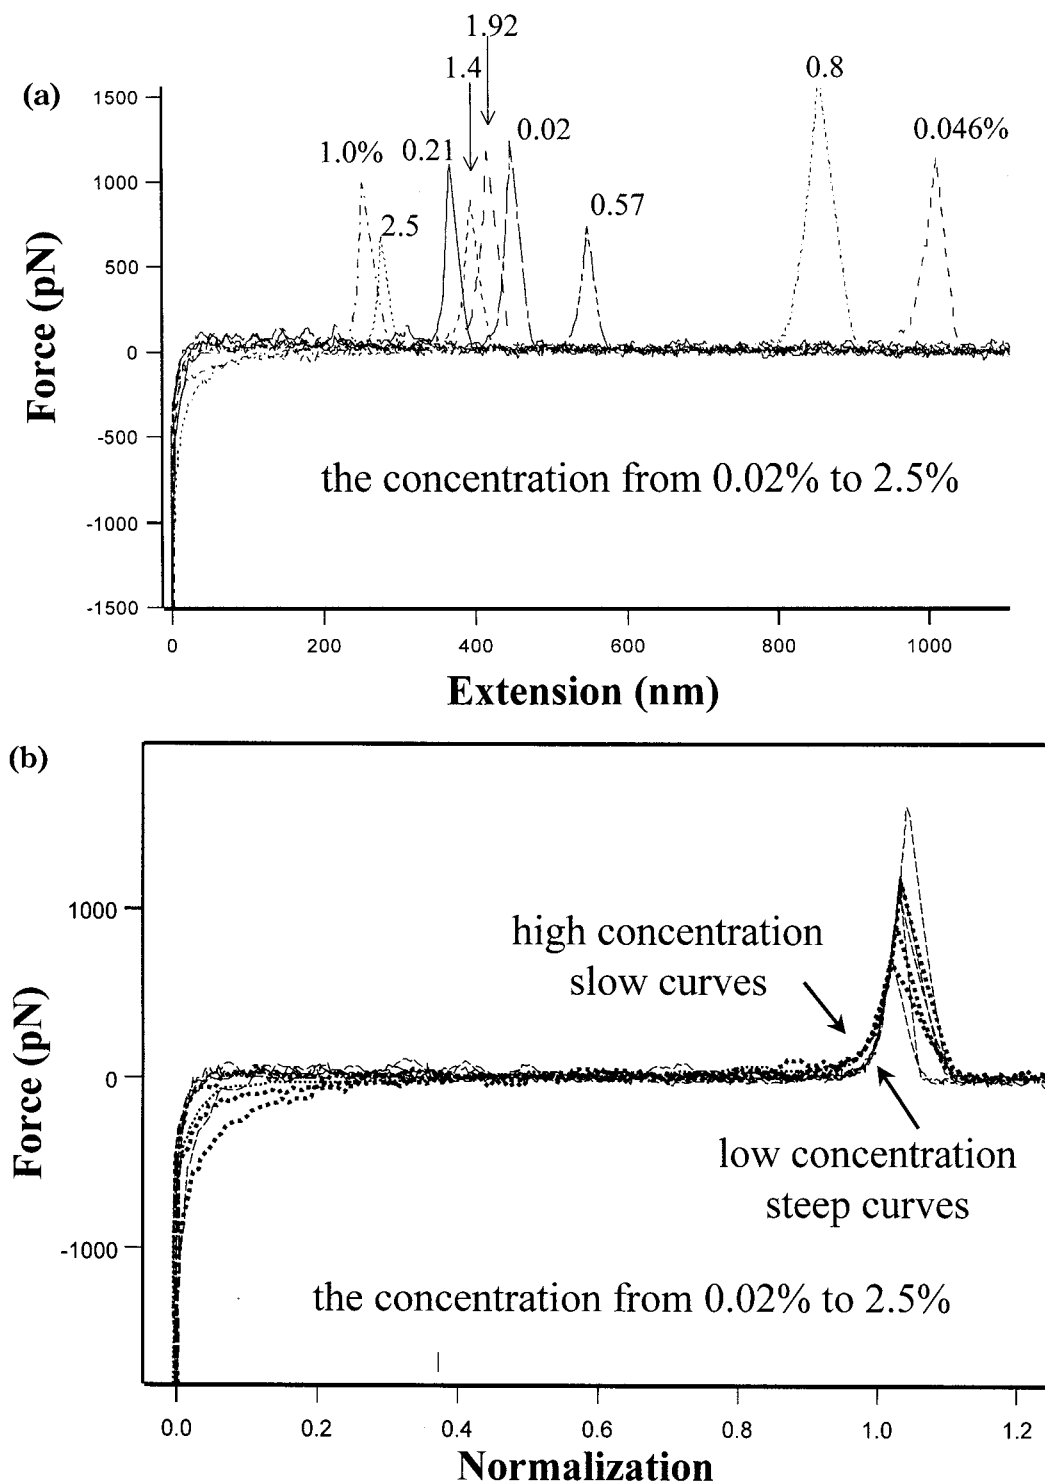 (a)
1.92
1.4
0.8
1.0%
0.21
0.02
0.046%
2.5
0.57
1500
1000
500
0
-500
-1000
-1500
Force (pN)
the concentration from 0.02% to 2.5%
0 200 400 600 800 1000
Extension (nm)
(b)
1000
0
-1000
Force (pN)
high concentration
slow curves
low concentration
steep curves
the concentration from 0.02% to 2.5%
0.0 0.2 0.4 0.6 0.8 1.0 1.2
Normalization